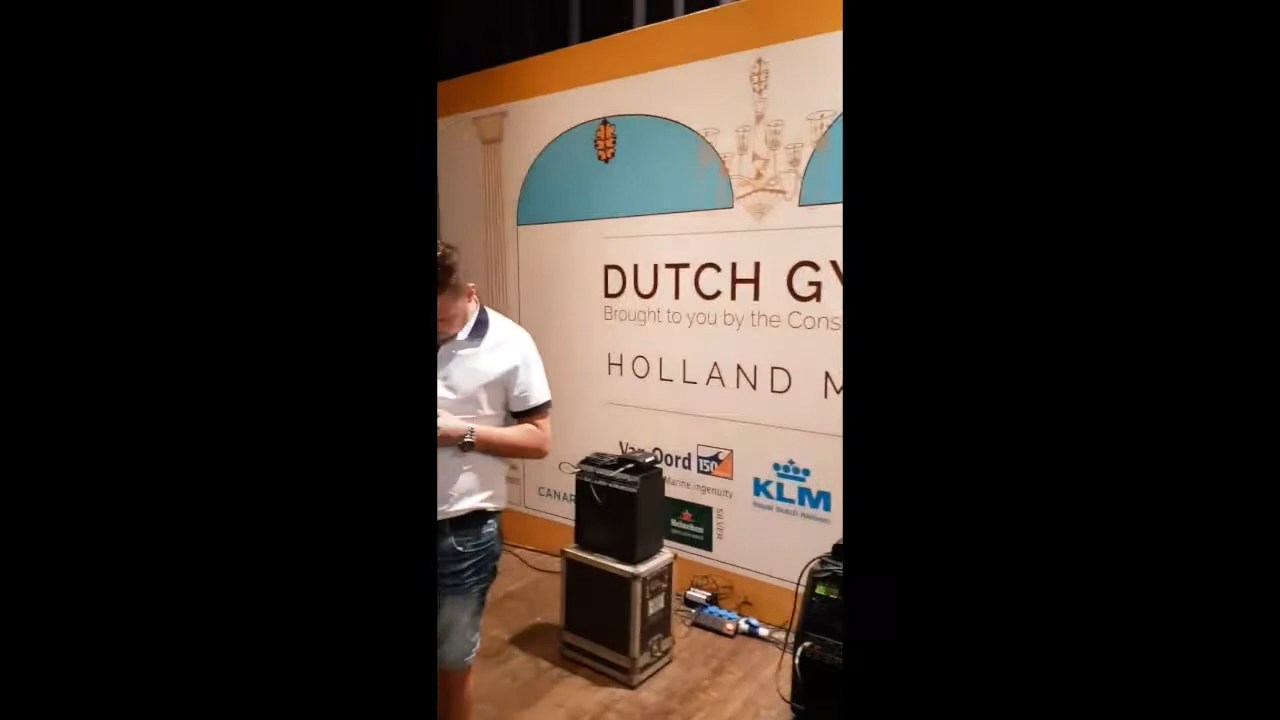 DUTCH GY
Brought to you by the Cons
HOLLAND M
Van Oord 150
Marine ingenuity
KLM
Royal Dutch Airlines
CANAR
Heineken
SILVER